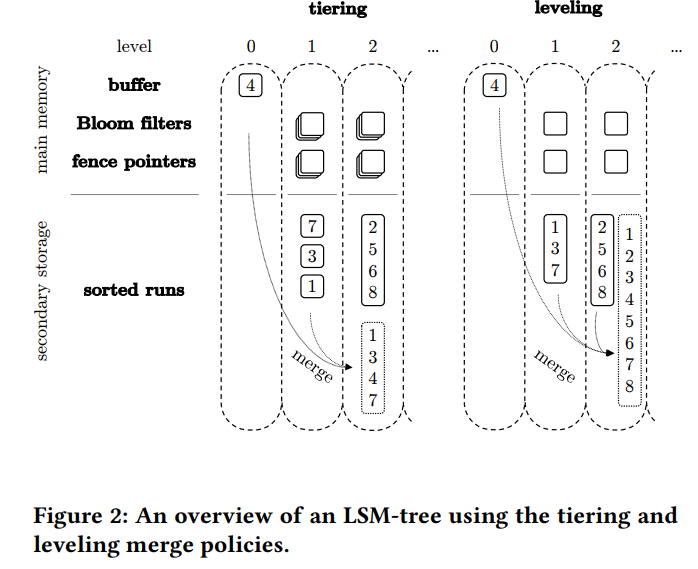 tiering leveling
level 0 1 2 ... 0 1 2 ...
main memory
buffer 4 4
Bloom filters
fence pointers
secondary storage
sorted runs
7
3
1
2
5
6
8
merge
1
3
4
7
1
3
7
2
5
6
8
1
2
3
4
5
6
7
8
merge
Figure 2: An overview of an LSM-tree using the tiering and
leveling merge policies.